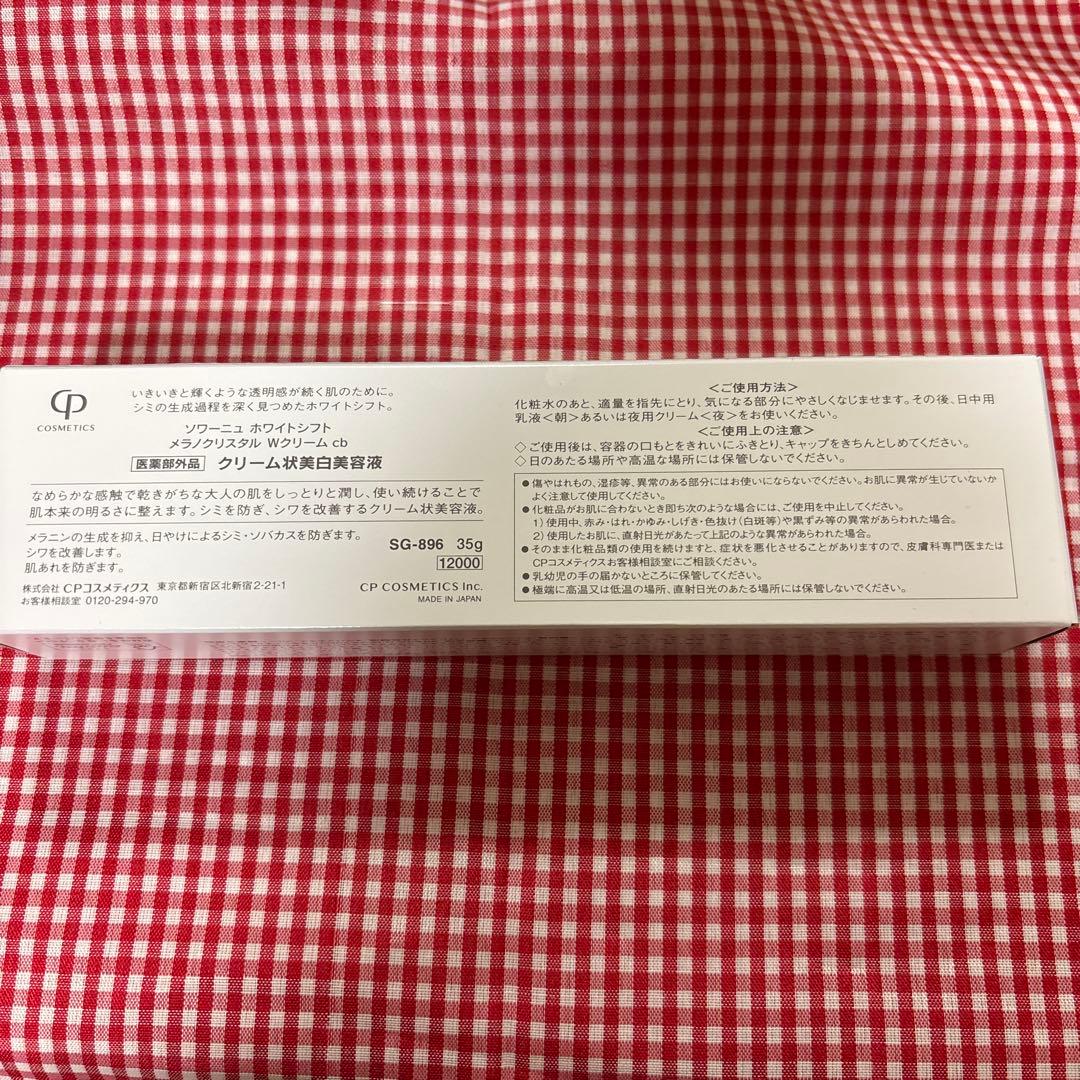 CP
COSMETICS
いきいきと輝くような透明感が続く肌のために。
シミの生成過程を深く見つめたホワイトシフト。
ソワーニュ ホワイトシフト
メラノクリスタル Wクリーム cb
医薬部外品 クリーム状美白美容液
なめらかな感触で乾きがちな大人の肌をしっとりと潤し、使い続けることで
肌本来の明るさに整えます。シミを防ぎ、シワを改善するクリーム状美容液。
メラニンの生成を抑え、日やけによるシミ・ソバカスを防ぎます。
シワを改善します。
肌あれを防ぎます。
SG-896 35g
12000
株式会社 CPコスメティクス 東京都新宿区北新宿2-21-1
お客様相談室 0120-294-970
CP COSMETICS Inc.
MADE IN JAPAN
＜ご使用方法＞
化粧水のあと、適量を指先にとり、気になる部分にやさしくなじませます。その後、日中用
乳液＜朝＞あるいは夜用クリーム＜夜＞をお使いください。
＜ご使用上の注意＞
◇ご使用後は、容器の口もとをきれいにふきとり、キャップをきちんとしめてください。
◇日のあたる場所や高温な場所には保管しないでください。
●傷やはれもの、湿疹等、異常のある部分にはお使いにならないでください。お肌に異常が生じていないか
よく注意して使用してください。
●化粧品がお肌に合わないとき即ち次のような場合には、ご使用を中止してください。
1）使用中、赤み・はれ・かゆみ・しげき・色抜け（白斑等）や黒ずみ等の異常があらわれた場合。
2）使用したお肌に、直射日光があたって上記のような異常があらわれた場合。
●そのまま化粧品類の使用を続けますと、症状を悪化させることがありますので、皮膚科専門医または
CPコスメティクスお客様相談室にご相談ください。
●乳幼児の手の届かないところに保管してください。
●極端に高温又は低温の場所、直射日光のあたる場所には保管しないでください。